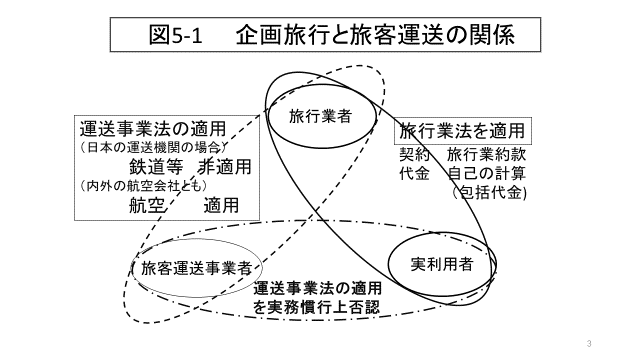 図5-1 企画旅行と旅客運送の関係
旅行業者
運送事業法の適用
(日本の運送機関の場合)
鉄道等 非適用
(内外の航空会社とも)
航空 適用
旅行業法を適用
契約 旅行業約款
代金 自己の計算
(包括代金)
旅客運送事業者
実利用者
運送事業法の適用
を実務慣行上否認
3